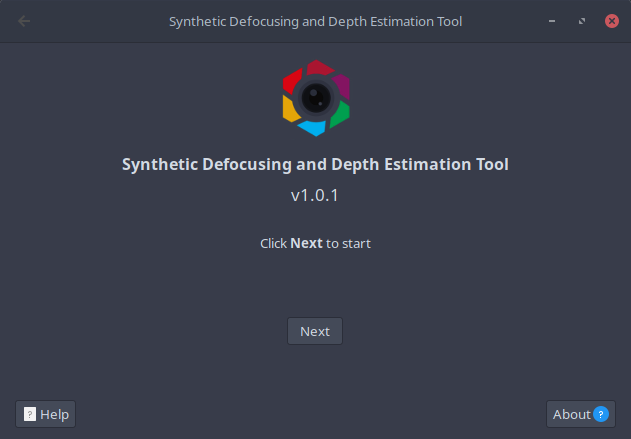 Synthetic Defocusing and Depth Estimation Tool
Synthetic Defocusing and Depth Estimation Tool
v1.0.1
Click Next to start
Next
? Help
About ?